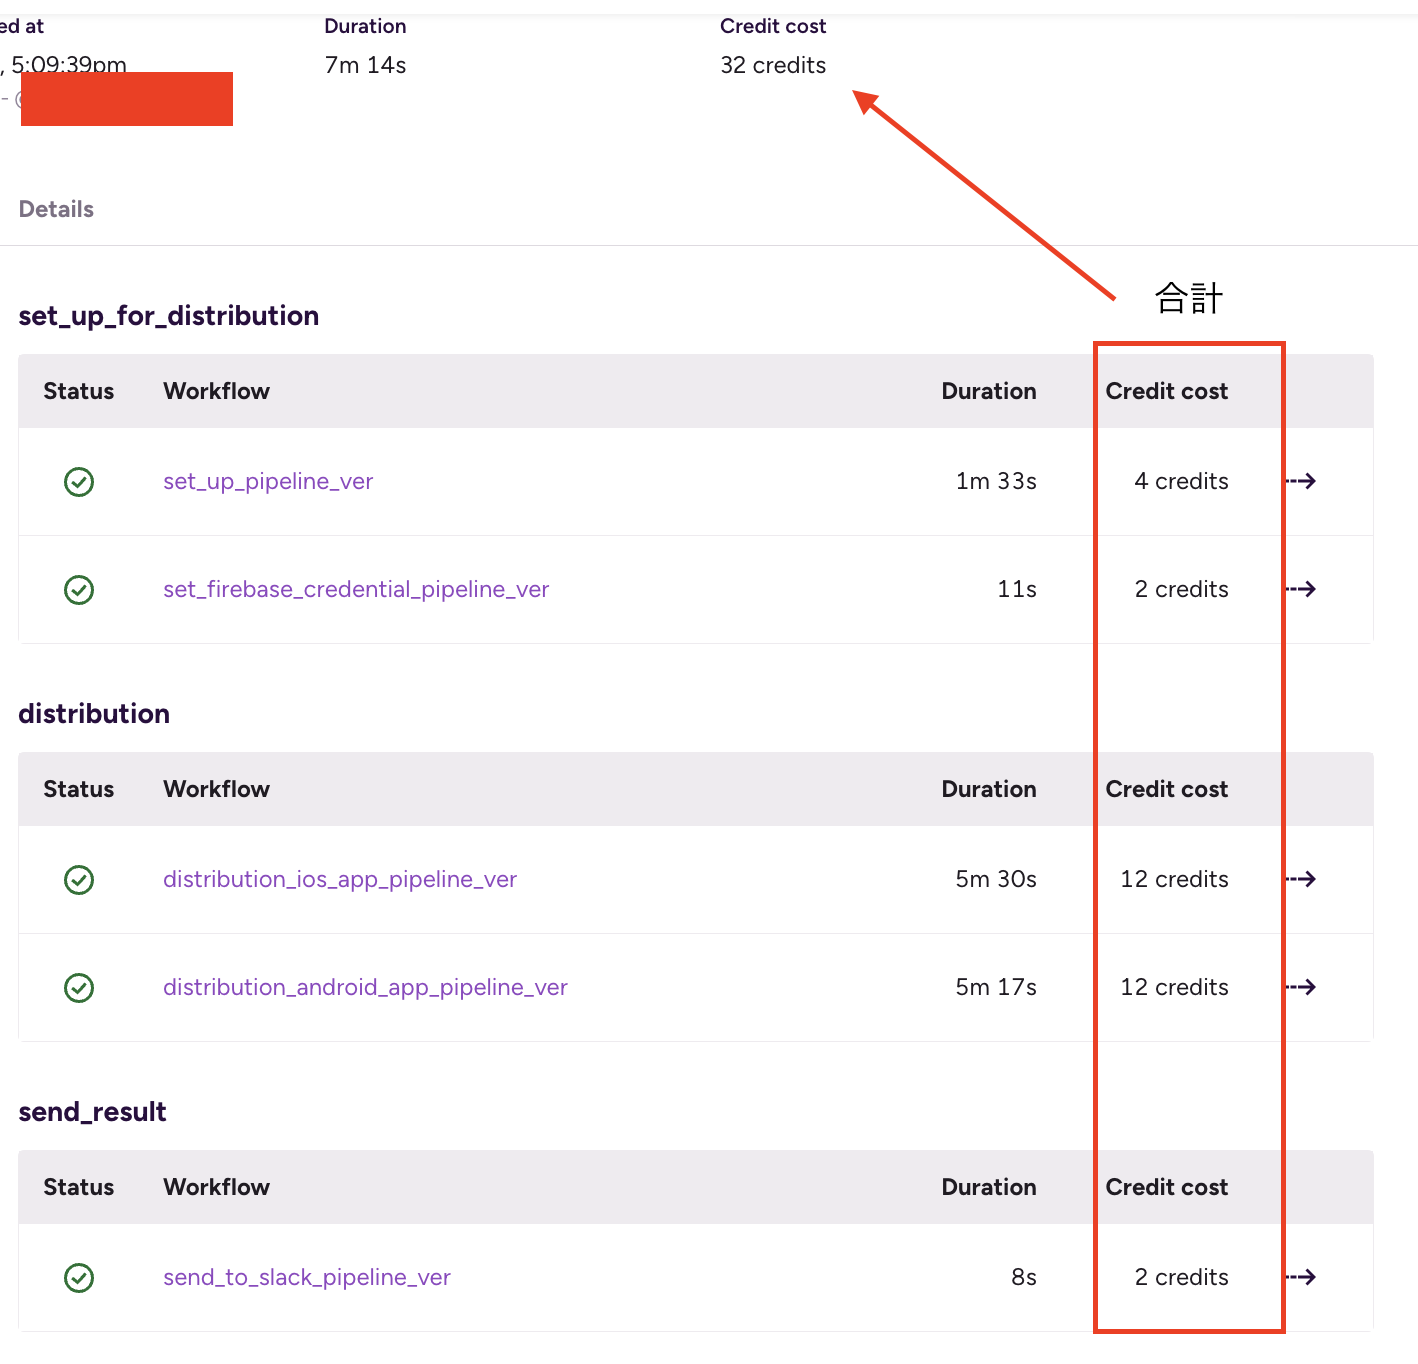 ed at Duration Credit cost
, 5:09:39pm 7m 14s 32 credits
Details
合計
set_up_for_distribution
Status Workflow Duration Credit cost
set_up_pipeline_ver 1m 33s 4 credits
set_firebase_credential_pipeline_ver 11s 2 credits
distribution
Status Workflow Duration Credit cost
distribution_ios_app_pipeline_ver 5m 30s 12 credits
distribution_android_app_pipeline_ver 5m 17s 12 credits
send_result
Status Workflow Duration Credit cost
send_to_slack_pipeline_ver 8s 2 credits